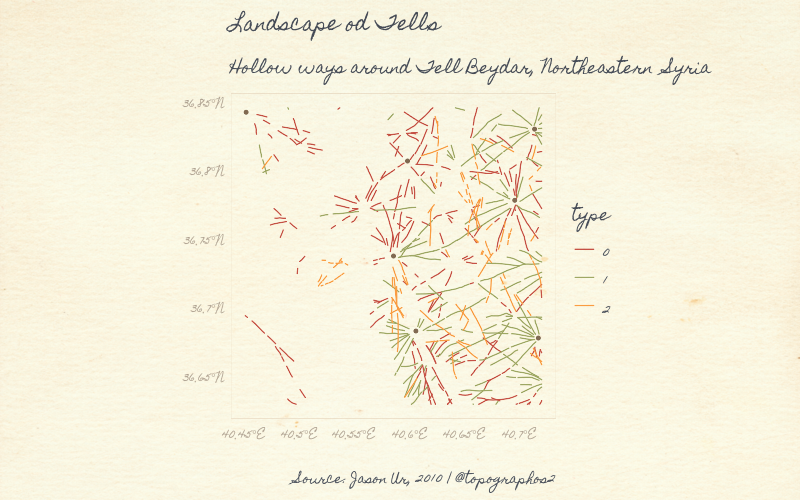 Landscape od Tells
Hollow ways around Tell Beydar, Northeastern Syria
36.85°N
36.8°N
36.75°N
36.7°N
36.65°N
40.45°E 40.5°E 40.55°E 40.6°E 40.65°E 40.7°E
type
0
1
2
Source: Jason Ur, 2010 | @topographos2